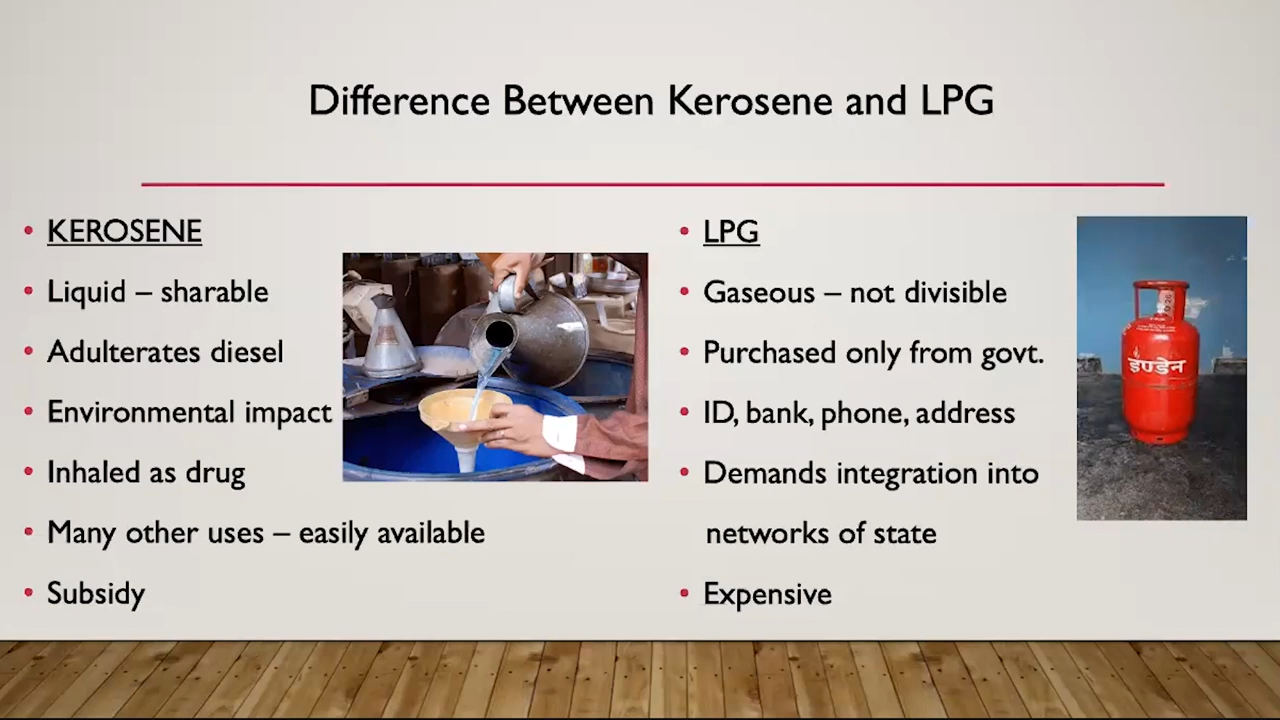 Difference Between Kerosene and LPG
• KEROSENE
• Liquid – sharable
• Adulterates diesel
• Environmental impact
• Inhaled as drug
• Many other uses – easily available
• Subsidy
• LPG
• Gaseous – not divisible
• Purchased only from govt.
• ID, bank, phone, address
• Demands integration into
networks of state
• Expensive
इण्डेन